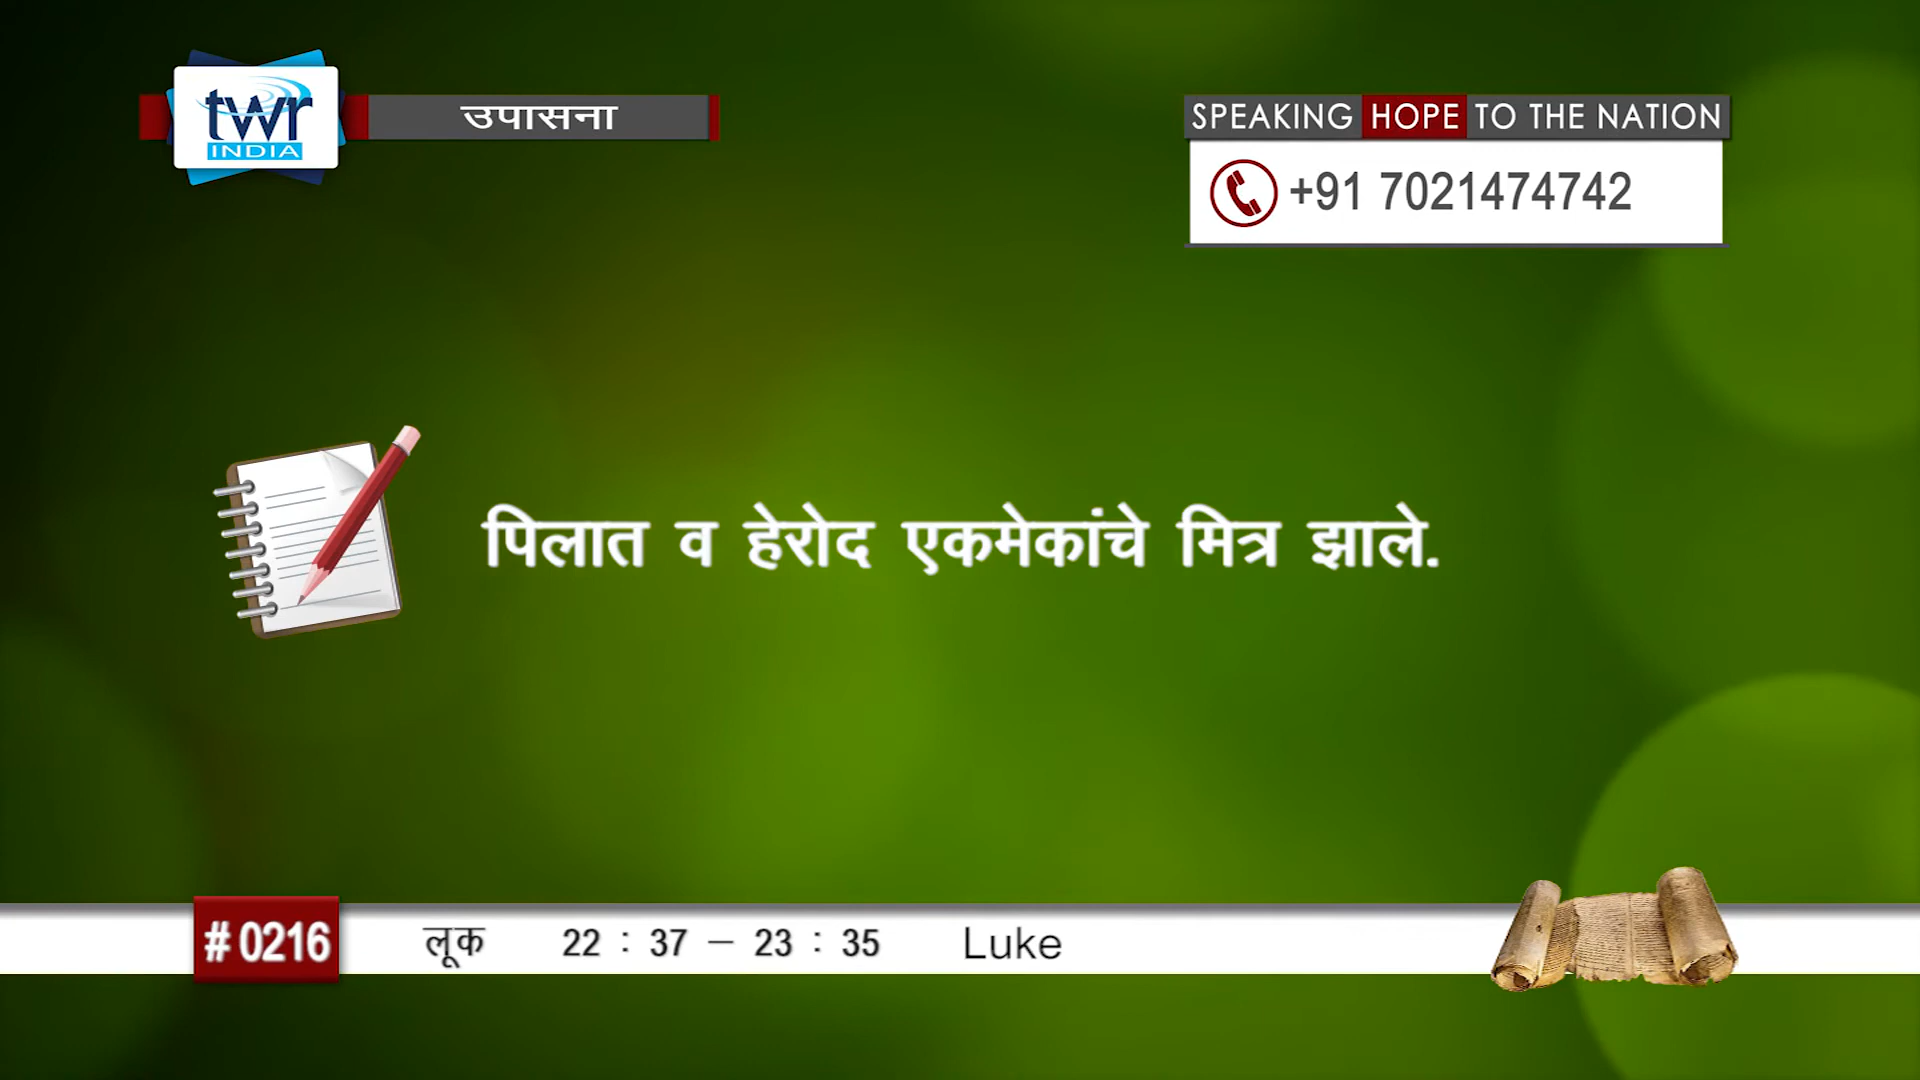 twr
INDIA
उपासना
SPEAKING HOPE TO THE NATION
+91 7021474742
पिलात व हेरोद एकमेकांचे मित्र झाले.
#0216
लूक 22 : 37 – 23 : 35 Luke